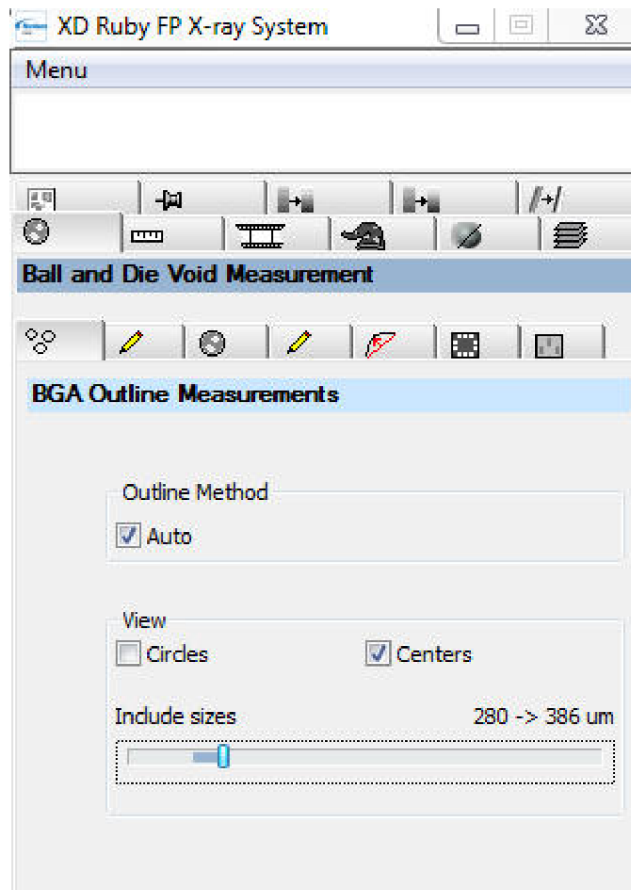 XD Ruby FP X-ray System
Menu
Ball and Die Void Measurement
BGA Outline Measurements
Outline Method
Auto
View
Circles Centers
Include sizes 280 -> 386 um